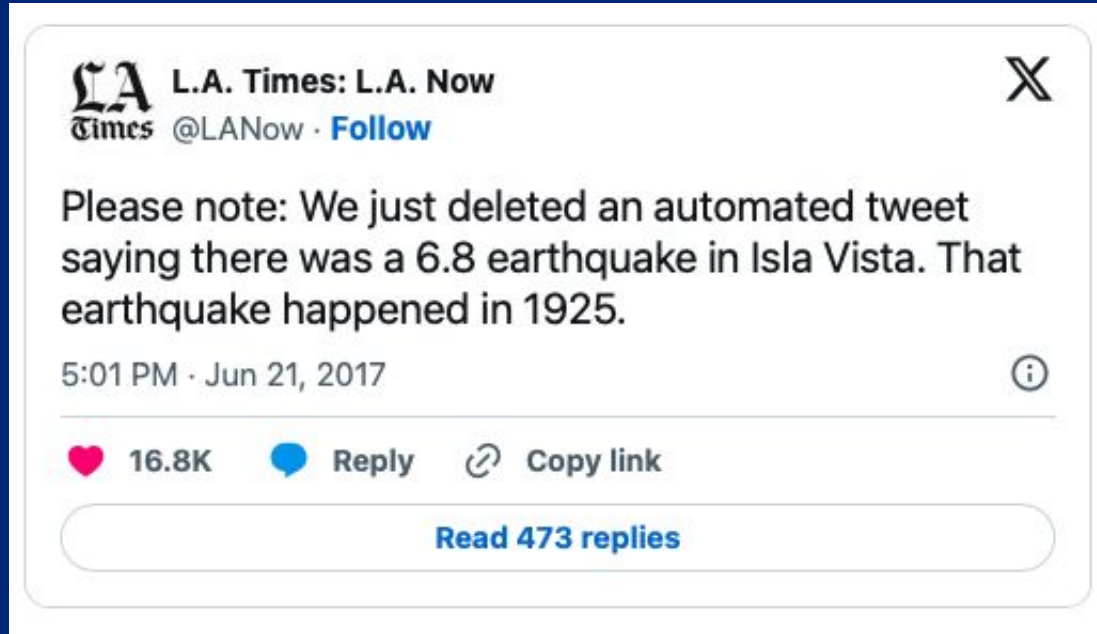 LA Times
L.A. Times: L.A. Now
@LANow · Follow
Please note: We just deleted an automated tweet
saying there was a 6.8 earthquake in Isla Vista. That
earthquake happened in 1925.
5:01 PM · Jun 21, 2017
16.8K Reply Copy link
Read 473 replies